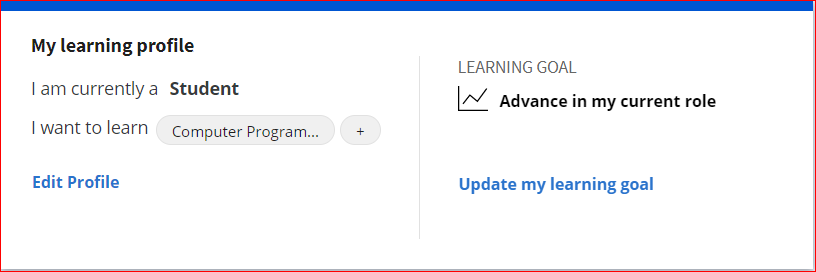 My learning profile
I am currently a Student
I want to learn Computer Program... +
Edit Profile
LEARNING GOAL
Advance in my current role
Update my learning goal